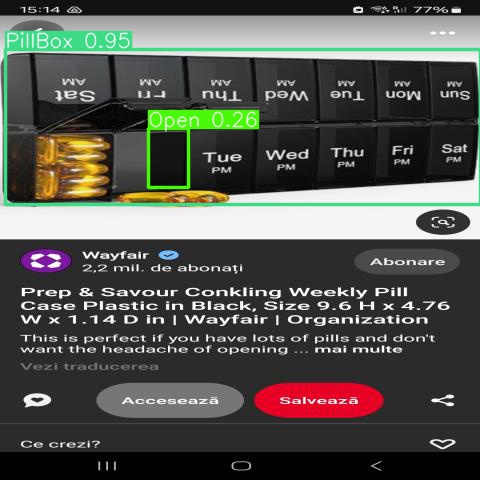 15:14 77%
PillBox 0.95
Sat Fri Thu Wed Tue Mon Sun
AM AM AM AM AM AM AM
Open 0.26
Tue Wed Thu Fri Sat
PM PM PM PM PM
Wayfair
2,2 mil. de abonați
Abonare
Prep & Savour Conkling Weekly Pill
Case Plastic in Black, Size 9.6 H x 4.76
W x 1.14 D in | Wayfair | Organization
This is perfect if you have lots of pills and don't
want the headache of opening ... mai multe
Vezi traducerea
Accesează
Salvează
Ce crezi?